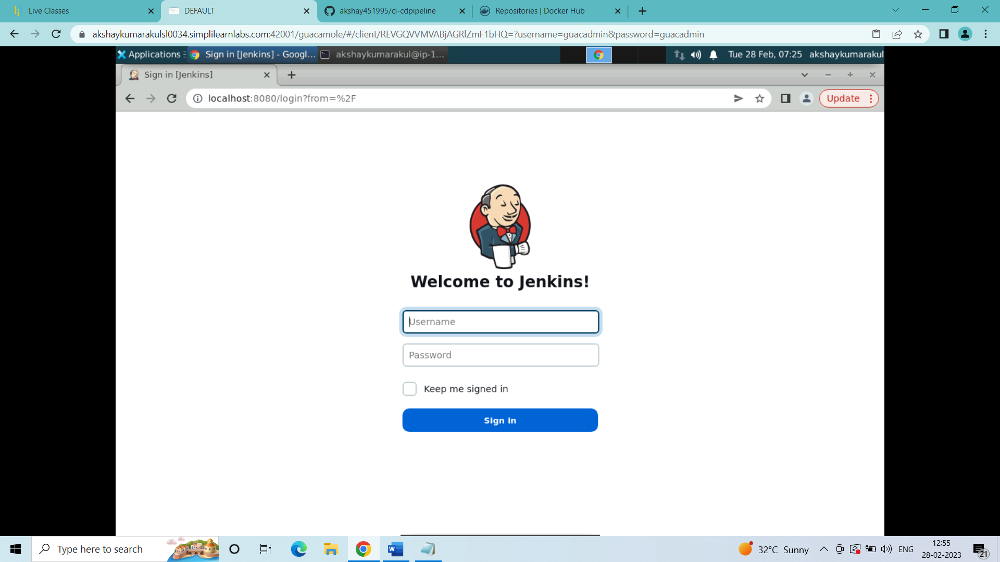 Live Classes
DEFAULT
akshay451995/ci-cdpipeline
Repositories | Docker Hub
akshaykumarakulsl0034.simplilearnlabs.com:42001/guacamole/#/client/REVGQVVMVABjAGRlZmF1bHQ=?username=guacadmin&password=guacadmin
Applications
Sign in [Jenkins] - Googl...
akshaykumarakul@ip-1...
Tue 28 Feb, 07:25
akshaykumarakul
Sign in [Jenkins]
localhost:8080/login?from=%2F
Update
Welcome to Jenkins!
Username
Password
Keep me signed in
Sign In
Type here to search
W
32°C Sunny
ENG
12:55
28-02-2023
21